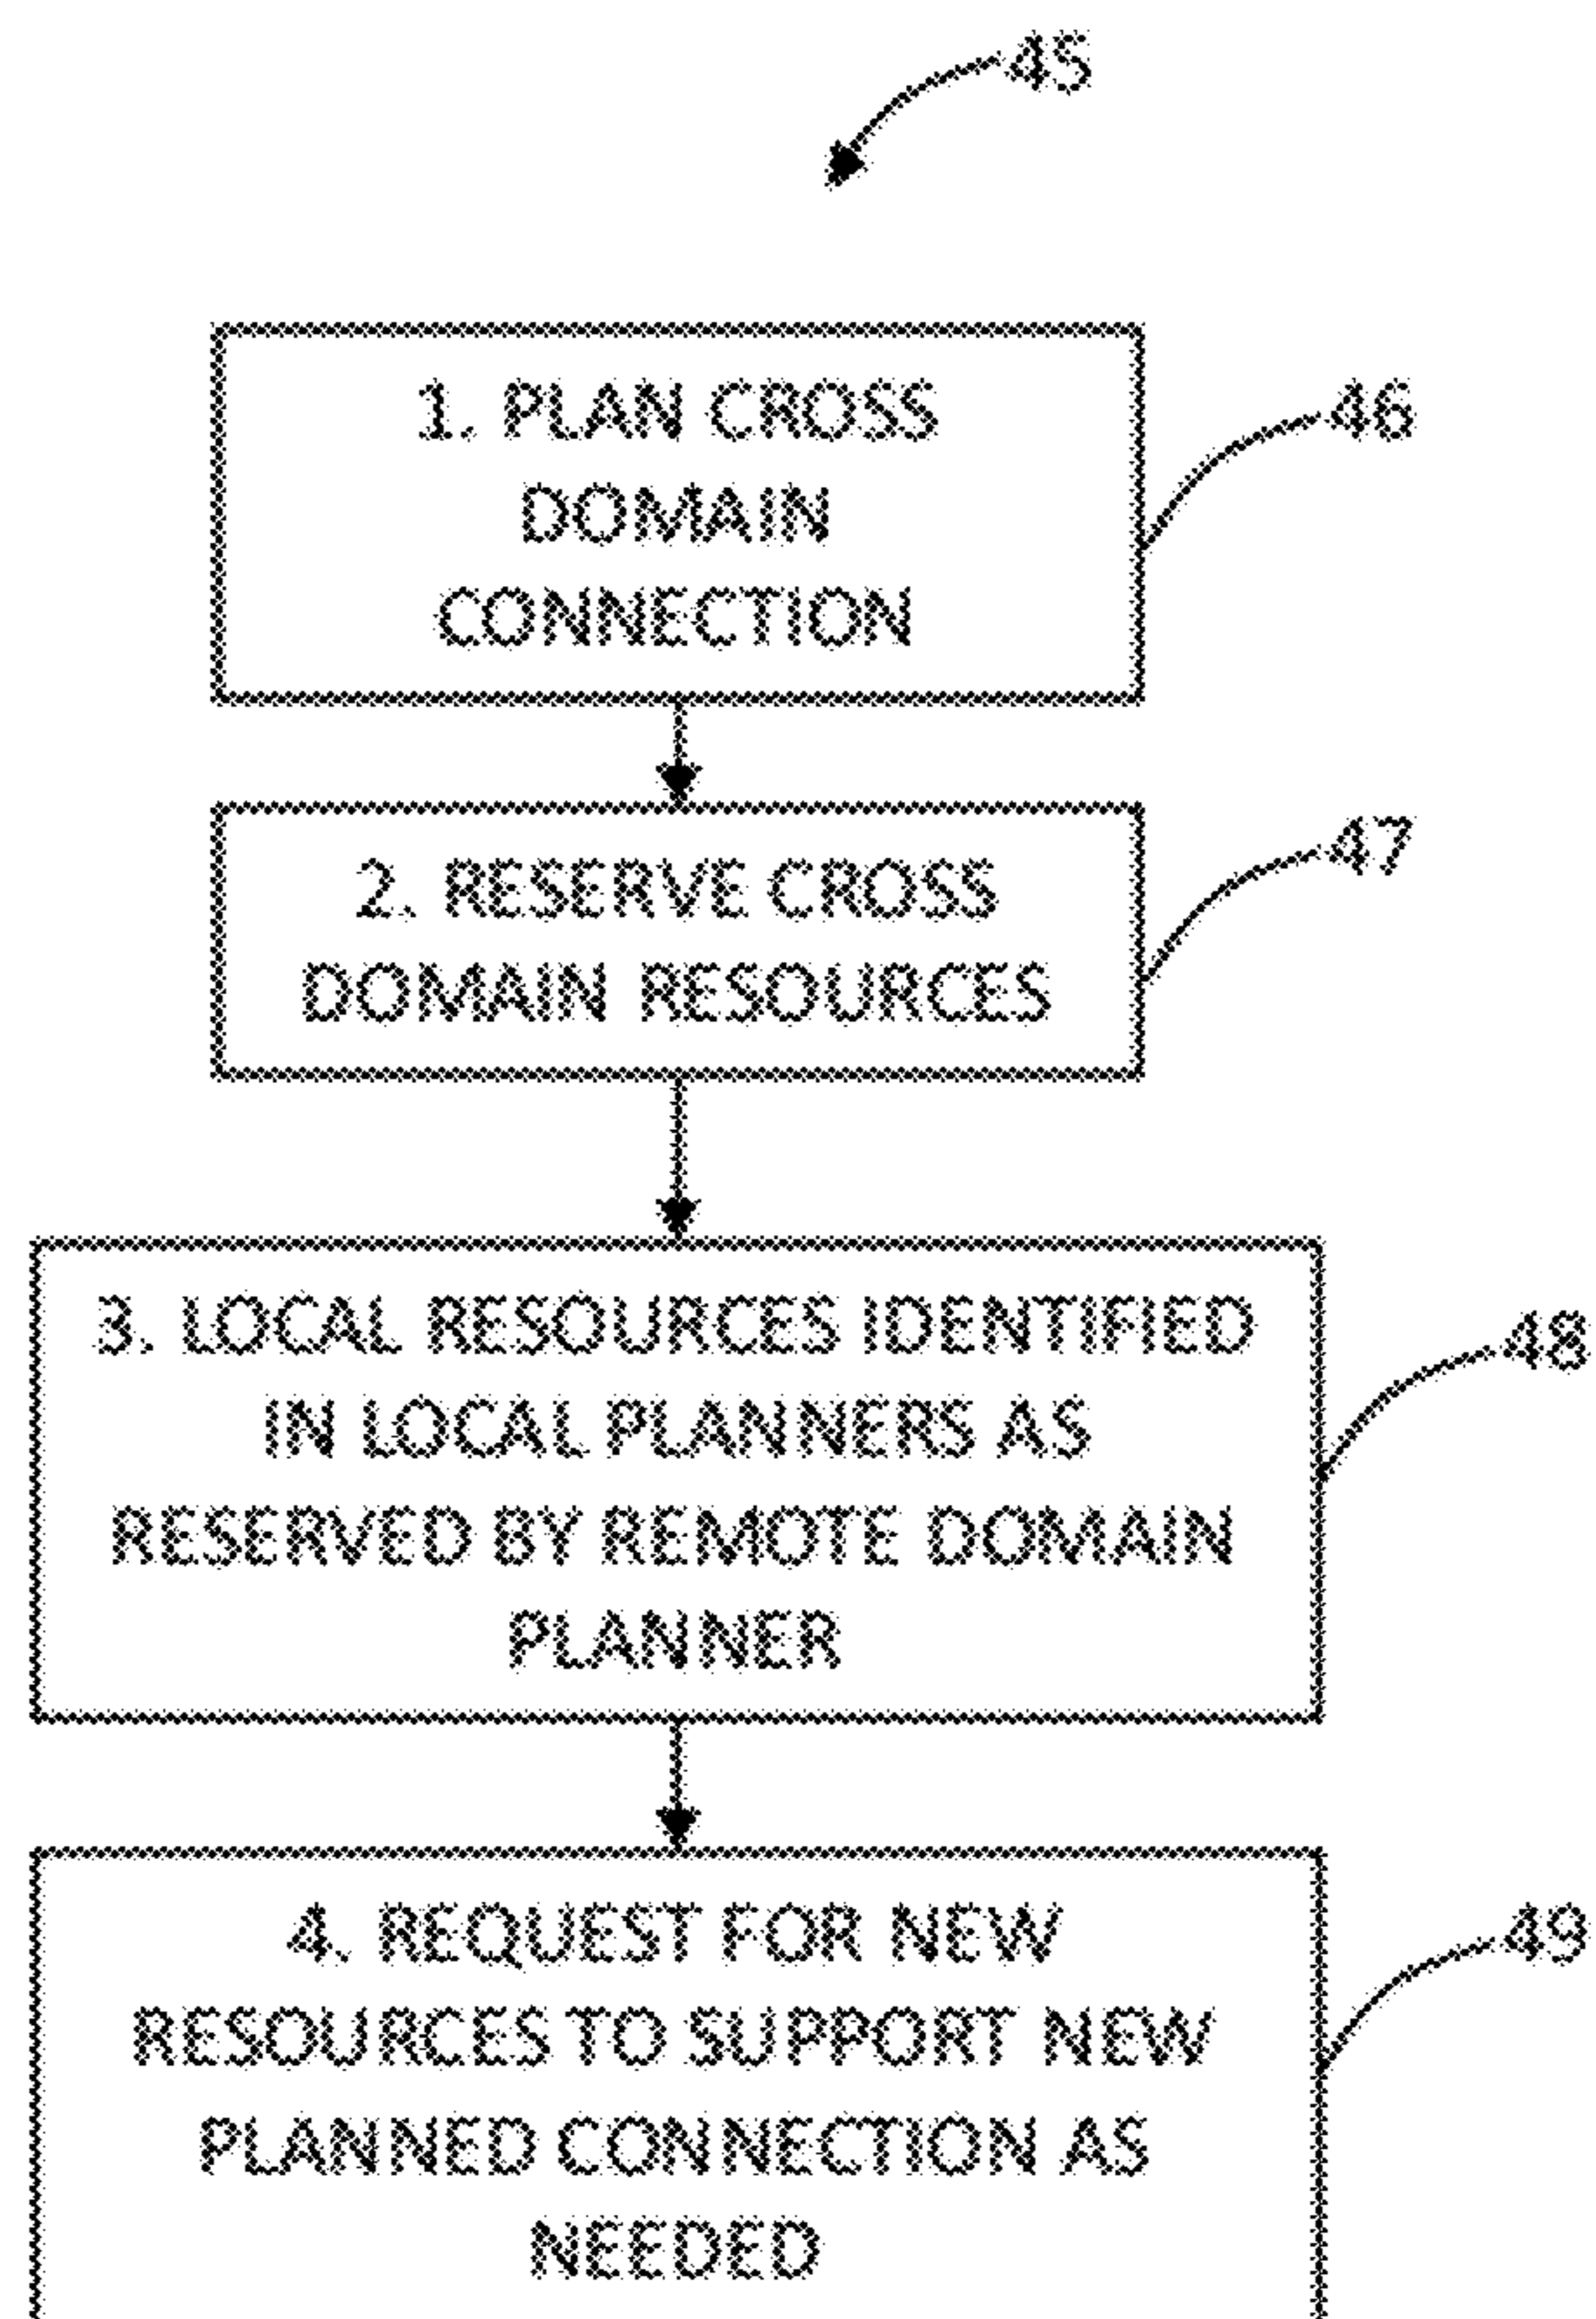 45
1. PLAN CROSS
DOMAIN
CONNECTION
46
2. RESERVE CROSS
DOMAIN RESOURCES
47
3. LOCAL RESOURCES IDENTIFIED
IN LOCAL PLANNERS AS
RESERVED BY REMOTE DOMAIN
PLANNER
48
4. REQUEST FOR NEW
RESOURCES TO SUPPORT NEW
PLANNED CONNECTION AS
NEEDED
49